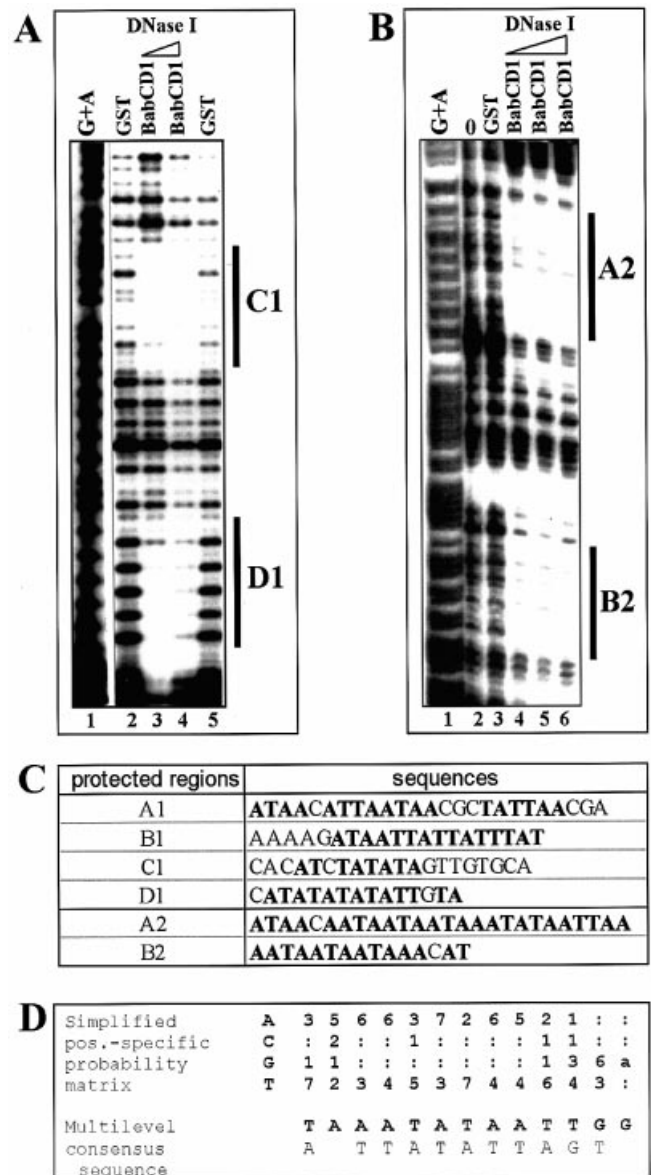 A
DNase I
G+A GST BabCD1 BabCD1 GST
C1
D1
1 2 3 4 5
B
DNase I
G+A 0 GST BabCD1 BabCD1 BabCD1
A2
B2
1 2 3 4 5 6
C
protected regions sequences
A1 ATAACATTAATAACGCTATTAACGA
B1 AAAAGATAATTATTATTTAT
C1 CACATCTATATAGTTGTGCA
D1 CATATATATATTGTA
A2 ATAACAATAATAATAAATATAATTAA
B2 AATAATAATAAACAT
D
Simplified A 3 5 6 6 3 7 2 6 5 2 1 : :
pos.-specific C : 2 : : 1 : : : : 1 1 : :
probability G 1 1 : : : : : : : 1 3 6 a
matrix T 7 2 3 4 5 3 7 4 4 6 4 3 :
Multilevel T A A A T A T A A T T G G
consensus A T T A T A T T A G T
sequence